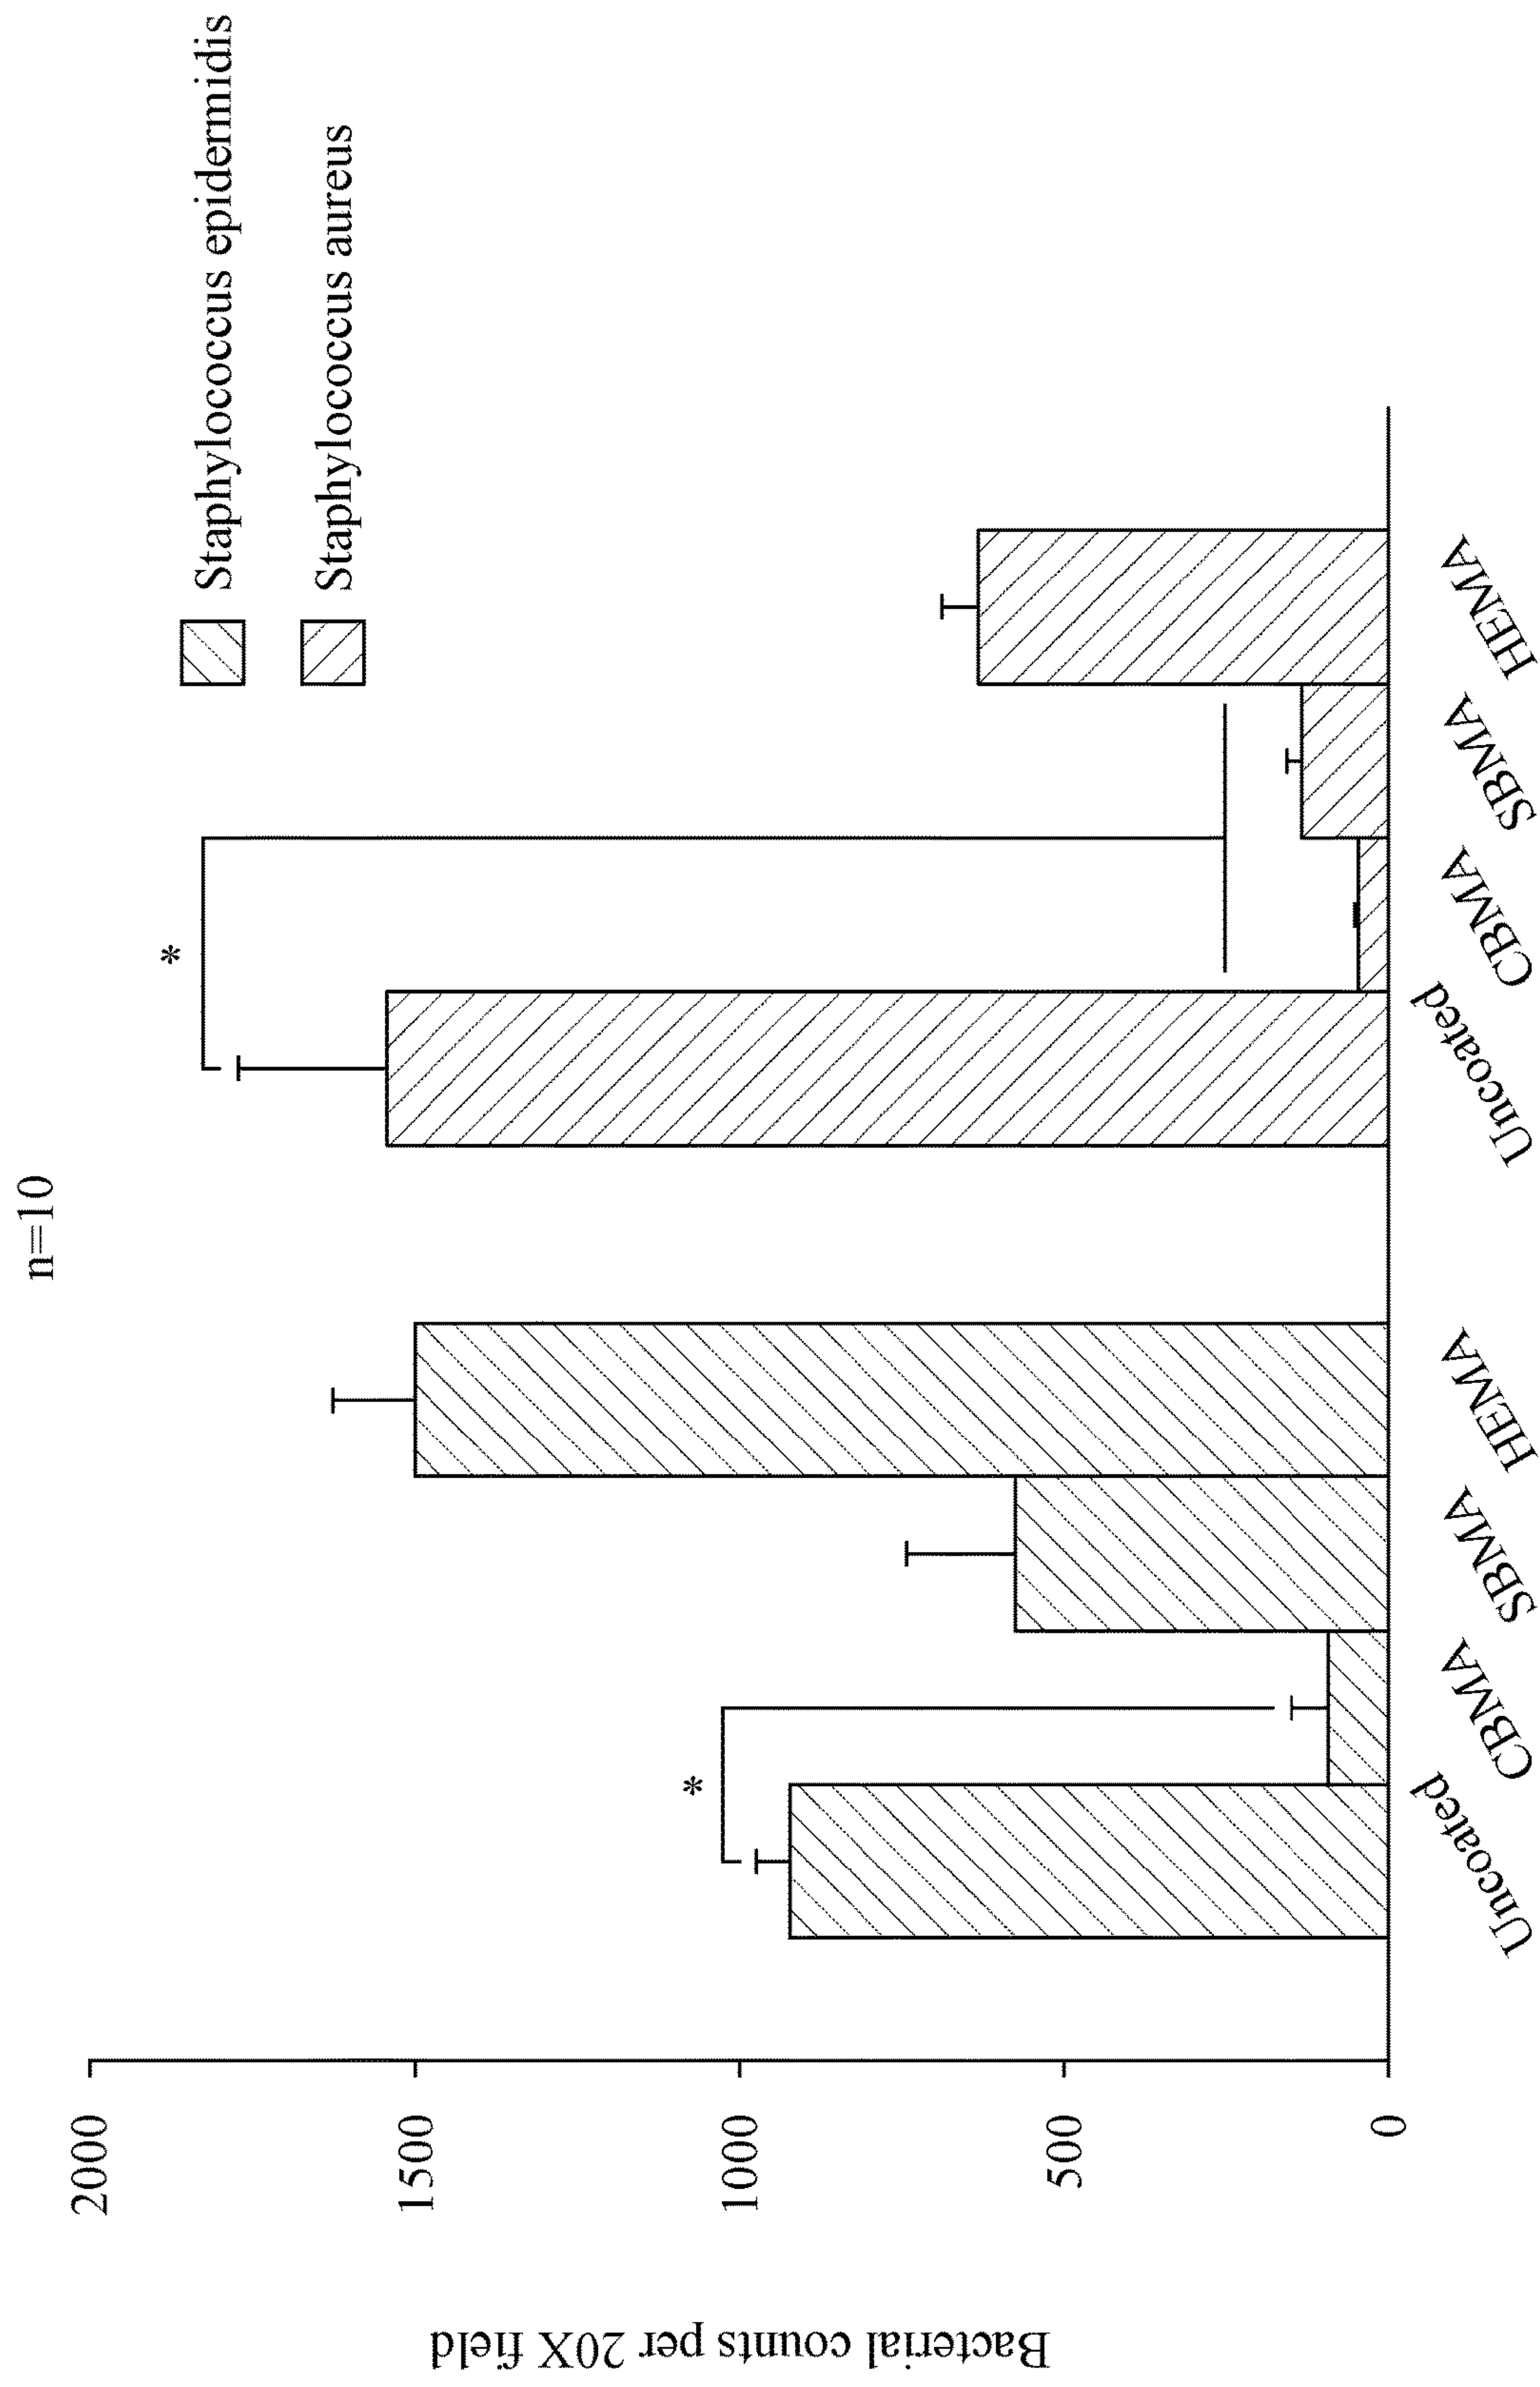 n=10
Staphylococcus epidermidis
Staphylococcus aureus
Bacterial counts per 20X field
2000
1500
1000
500
0
*
*
Uncoated
CBMA
SBMA
HEMA
Uncoated
CBMA
SBMA
HEMA